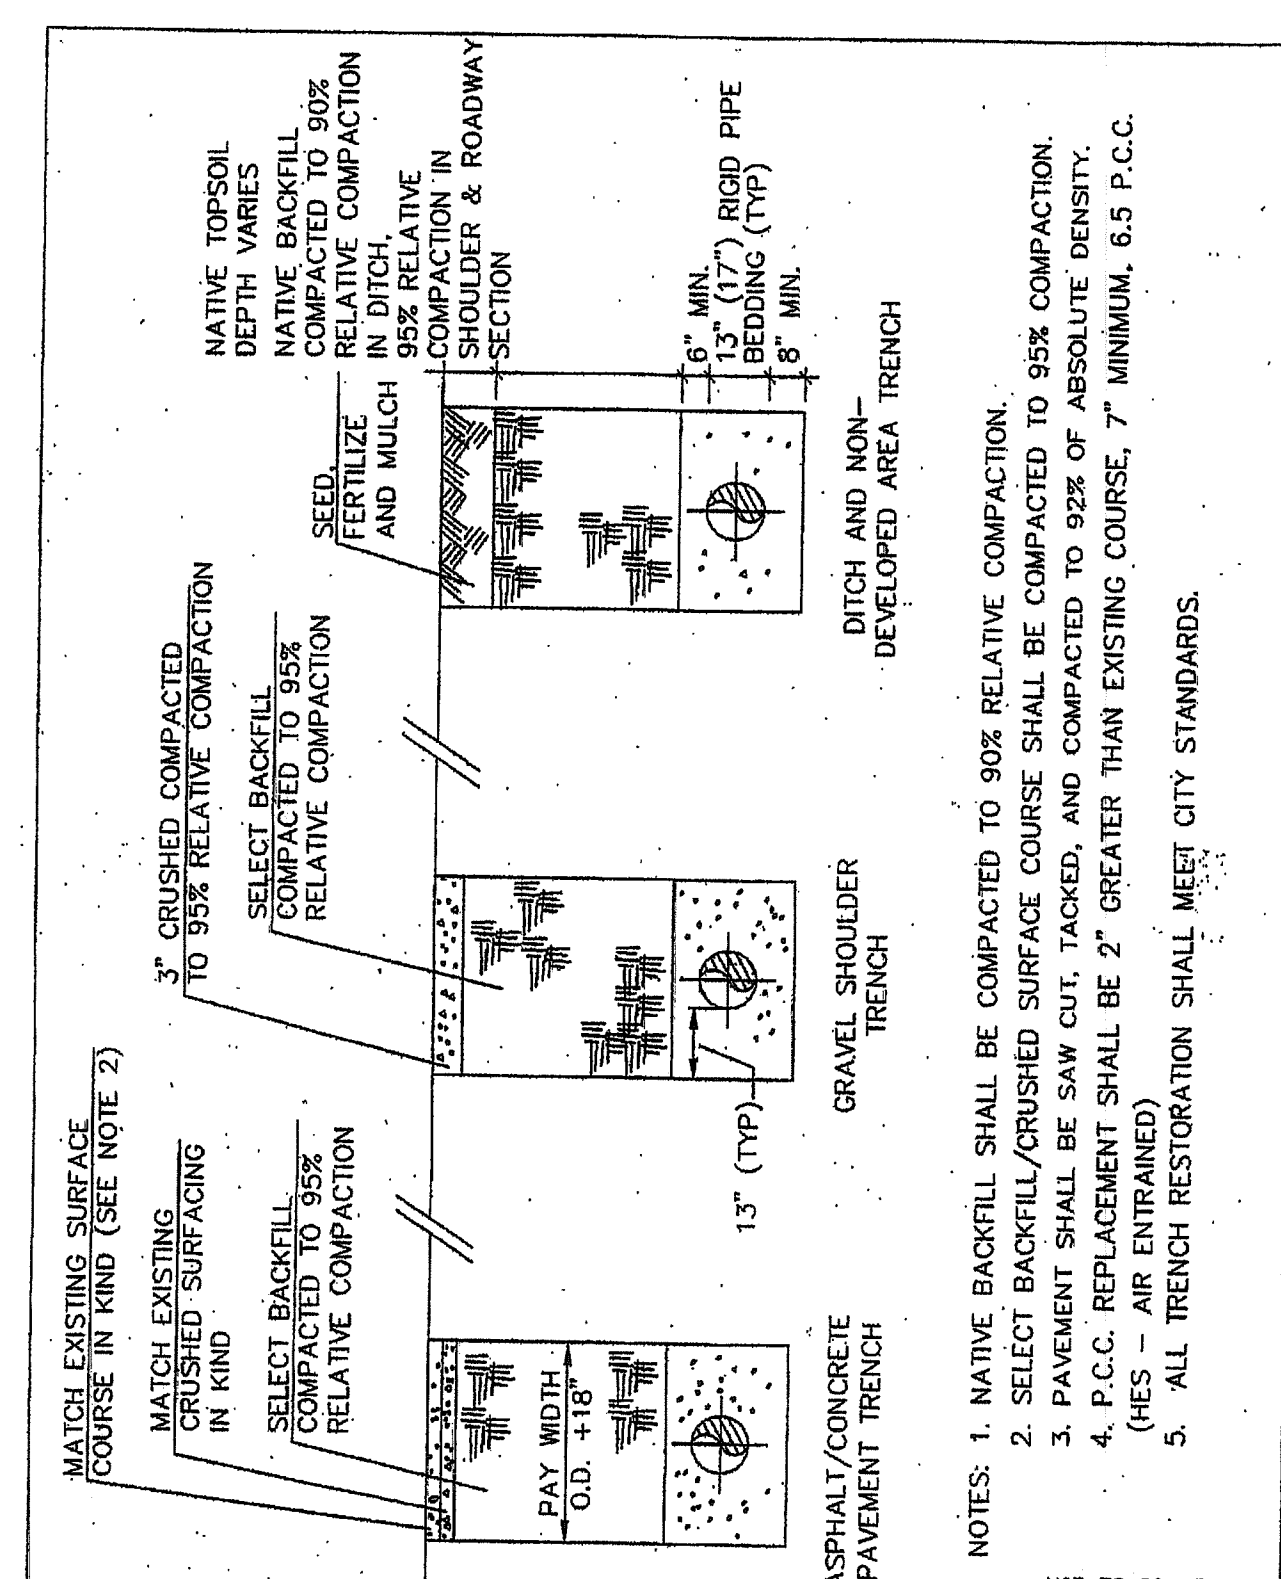 MATCH EXISTING SURFACE
COURSE IN KIND (SEE NOTE 2)
MATCH EXISTING
CRUSHED SURFACING
IN KIND
SELECT BACKFILL
COMPACTED TO 95%
RELATIVE COMPACTION
PAY WIDTH
O.D. +18"
ASPHALT/CONCRETE
PAVEMENT TRENCH
3" CRUSHED COMPACTED
TO 95% RELATIVE COMPACTION
SELECT BACKFILL
COMPACTED TO 95%
RELATIVE COMPACTION
13" (TYP)
GRAVEL SHOULDER
TRENCH
NATIVE TOPSOIL
DEPTH VARIES
NATIVE BACKFILL
COMPACTED TO 90%
RELATIVE COMPACTION
IN DITCH,
95% RELATIVE
COMPACTION IN
SHOULDER & ROADWAY
SECTION
SEED,
FERTILIZE
AND MULCH
6" MIN.
13" (17") RIGID PIPE
BEDDING (TYP)
8" MIN.
DITCH AND NON-
DEVELOPED AREA TRENCH
NOTES: 1. NATIVE BACKFILL SHALL BE COMPACTED TO 90% RELATIVE COMPACTION.
2. SELECT BACKFILL/CRUSHED SURFACE COURSE SHALL BE COMPACTED TO 95% COMPACTION.
3. PAVEMENT SHALL BE SAW CUT, TACKED, AND COMPACTED TO 92% OF ABSOLUTE DENSITY.
4. P.C.C. REPLACEMENT SHALL BE 2" GREATER THAN EXISTING COURSE, 7" MINIMUM, 6.5 P.C.C.
(HES - AIR ENTRAINED)
5. ALL TRENCH RESTORATION SHALL MEET CITY STANDARDS.